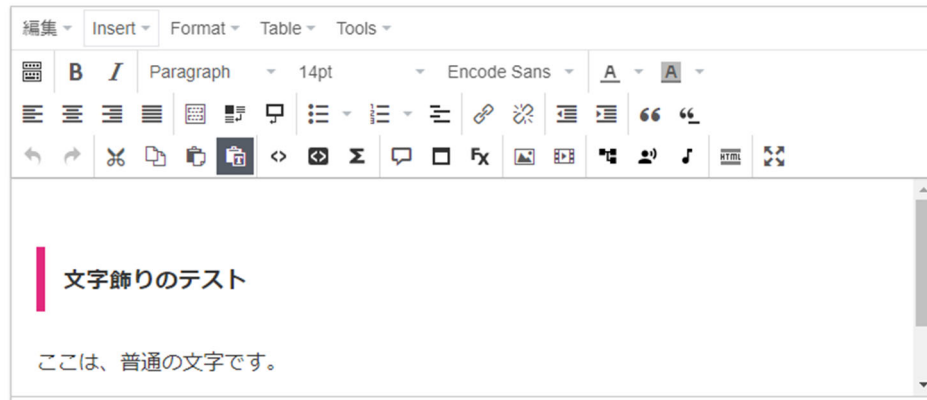 編集 Insert Format Table Tools
B I Paragraph 14pt Encode Sans A A
HTML
文字飾りのテスト
ここは、普通の文字です。